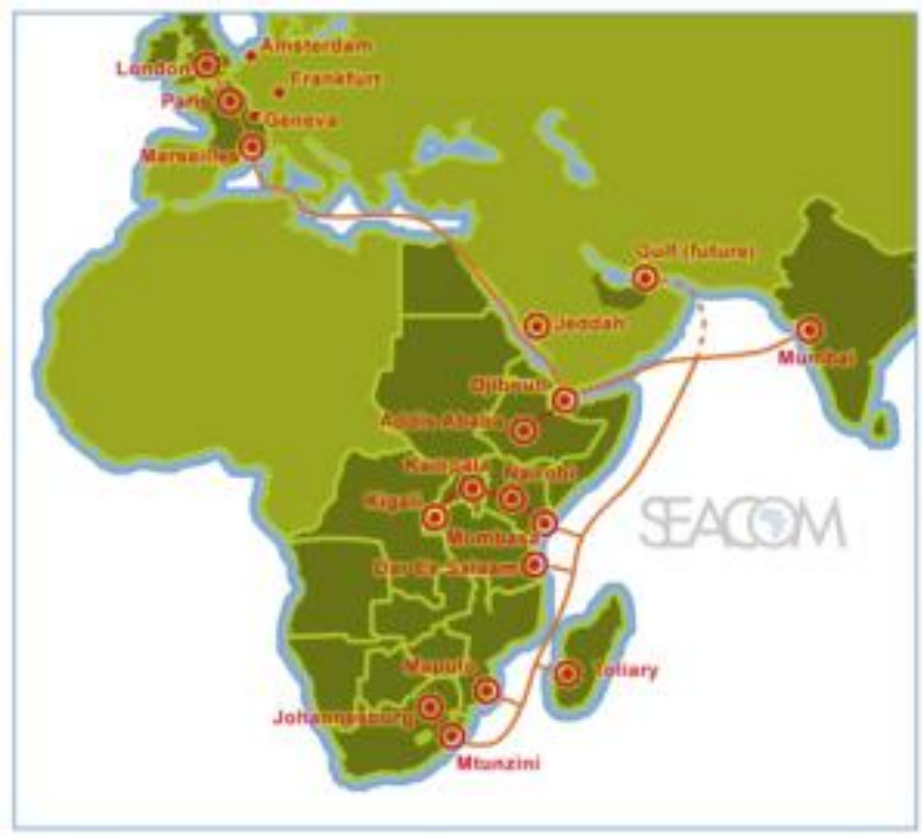 Amsterdam
London
Frankfurt
Paris
Geneva
Marseilles
Gulf (future)
Jeddah
Mumbai
Djibouti
Addis Ababa
Kampala
Nairobi
Kigali
Mombasa
Dar Es Salaam
SEACOM
Maputo
Toliary
Johannesburg
Mtunzini